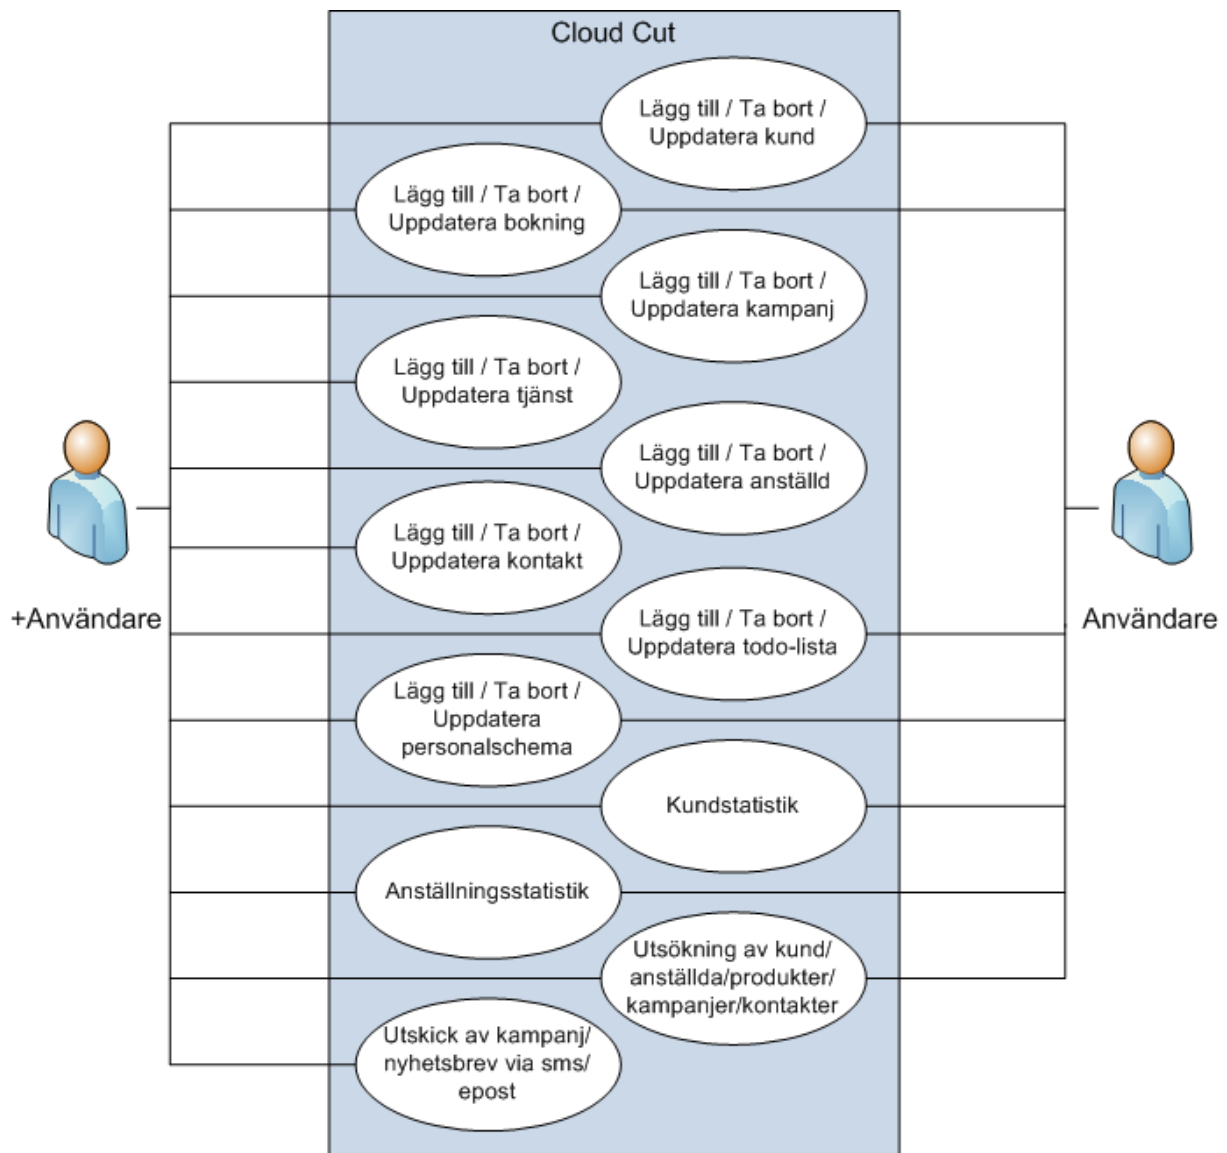 Cloud Cut
Lägg till / Ta bort /
Uppdatera kund
Lägg till / Ta bort /
Uppdatera bokning
Lägg till / Ta bort /
Uppdatera kampanj
Lägg till / Ta bort /
Uppdatera tjänst
Lägg till / Ta bort /
Uppdatera anställd
Lägg till / Ta bort /
Uppdatera kontakt
+Användare
Lägg till / Ta bort /
Uppdatera todo-lista
Användare
Lägg till / Ta bort /
Uppdatera
personalschema
Kundstatistik
Anställningsstatistik
Utsökning av kund/
anställda/produkter/
kampanjer/kontakter
Utskick av kampanj/
nyhetsbrev via sms/
epost